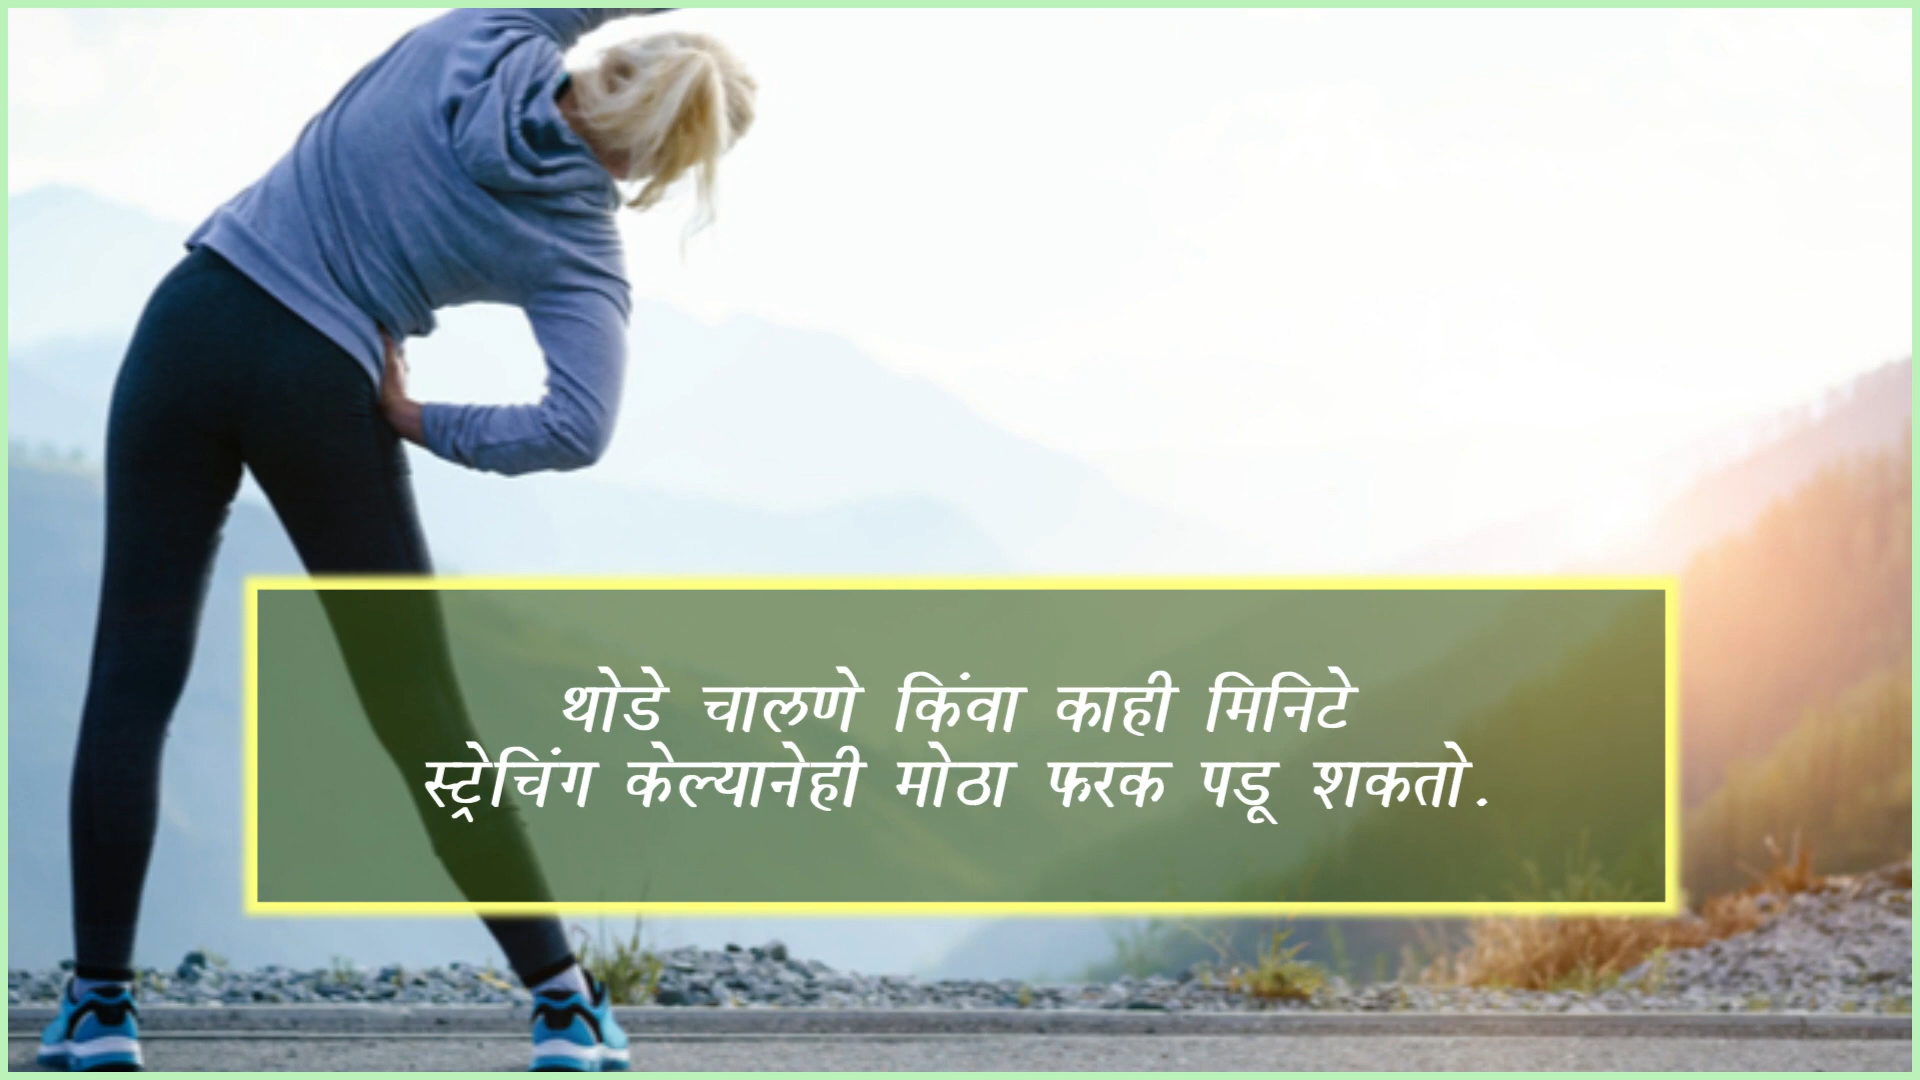 थोडे चालणे किंवा काही मिनिटे
स्ट्रेचिंग केल्यानेही मोठा फरक पडू शकतो.